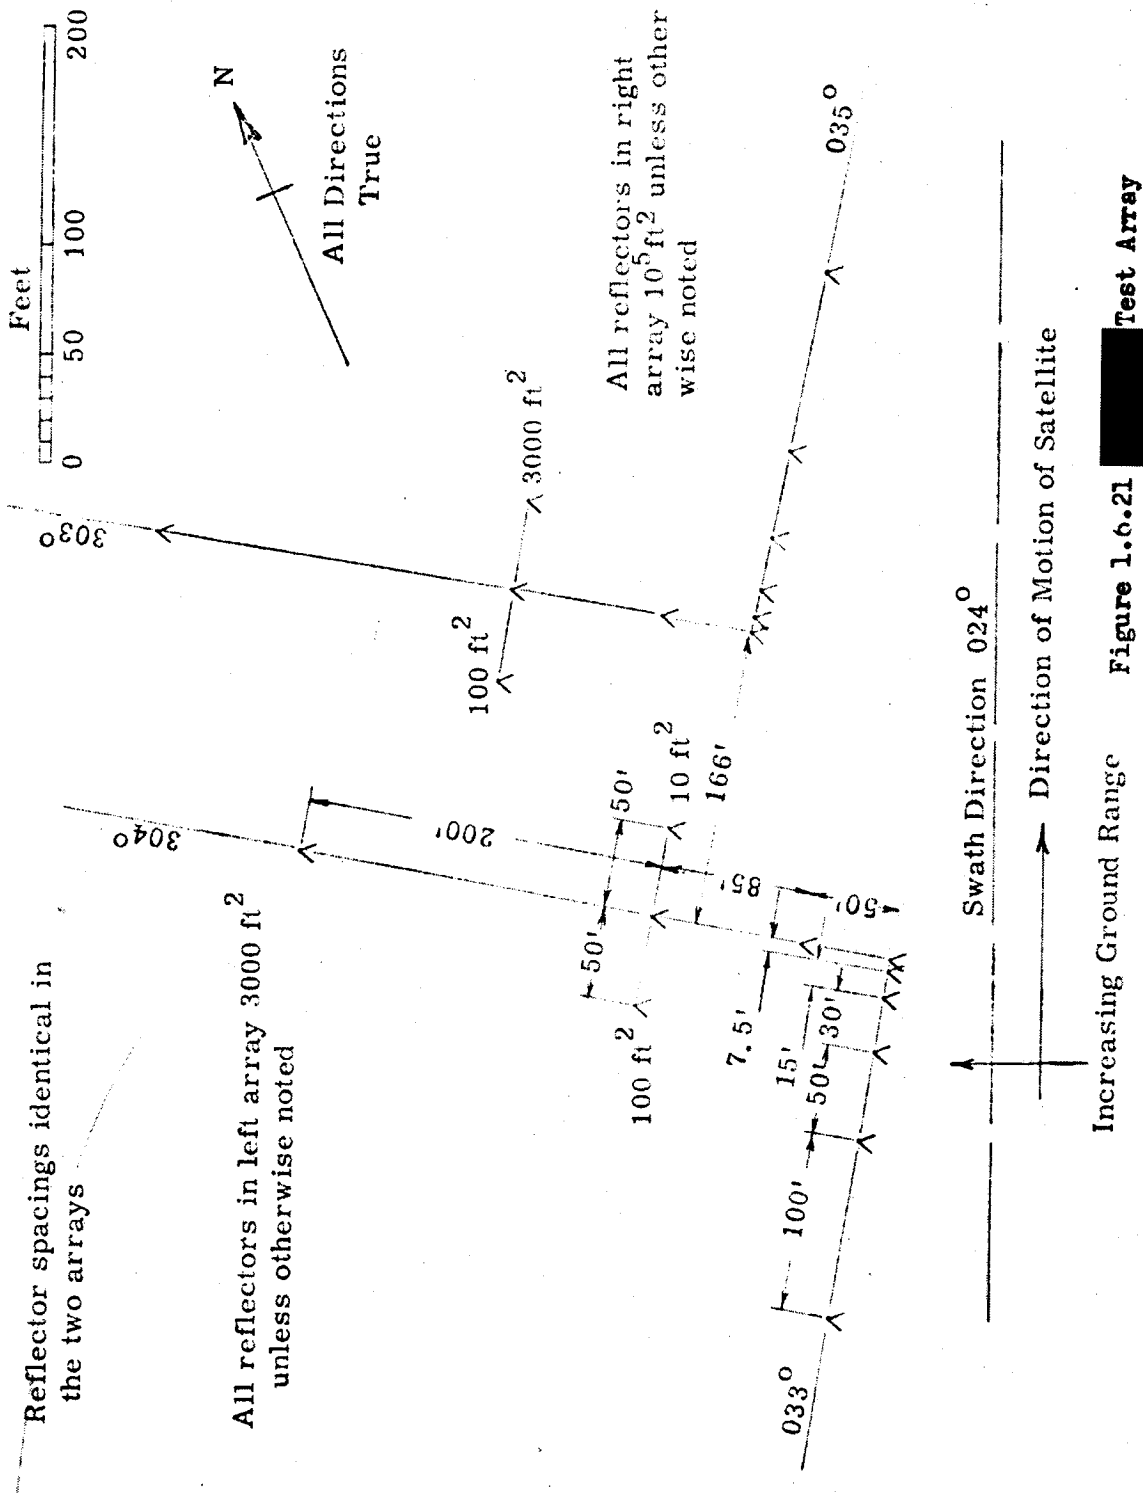 Reflector spacings identical in
the two arrays
Feet
0 50 100 200
N
All Directions
True
All reflectors in left array 3000 ft²
unless otherwise noted
304°
303°
200'
50'
50'
100 ft²
10 ft²
85'
50'
166'
7.5'
15'
30'
50'
100'
033°
100 ft²
3000 ft²
All reflectors in right
array 10⁵ft² unless other
wise noted
035°
Swath Direction 024°
Direction of Motion of Satellite
Increasing Ground Range
Figure 1.6.21 Test Array